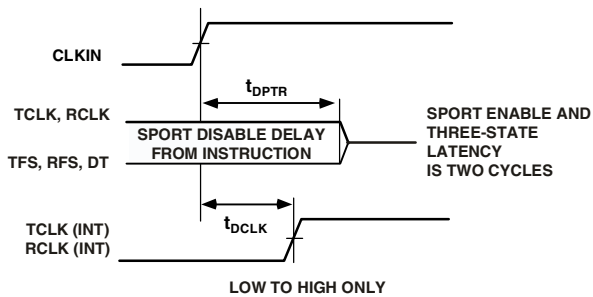 CLKIN
tDPTR
TCLK, RCLK
TFS, RFS, DT
SPORT DISABLE DELAY
FROM INSTRUCTION
SPORT ENABLE AND
THREE-STATE
LATENCY
IS TWO CYCLES
tDCLK
TCLK (INT)
RCLK (INT)
LOW TO HIGH ONLY